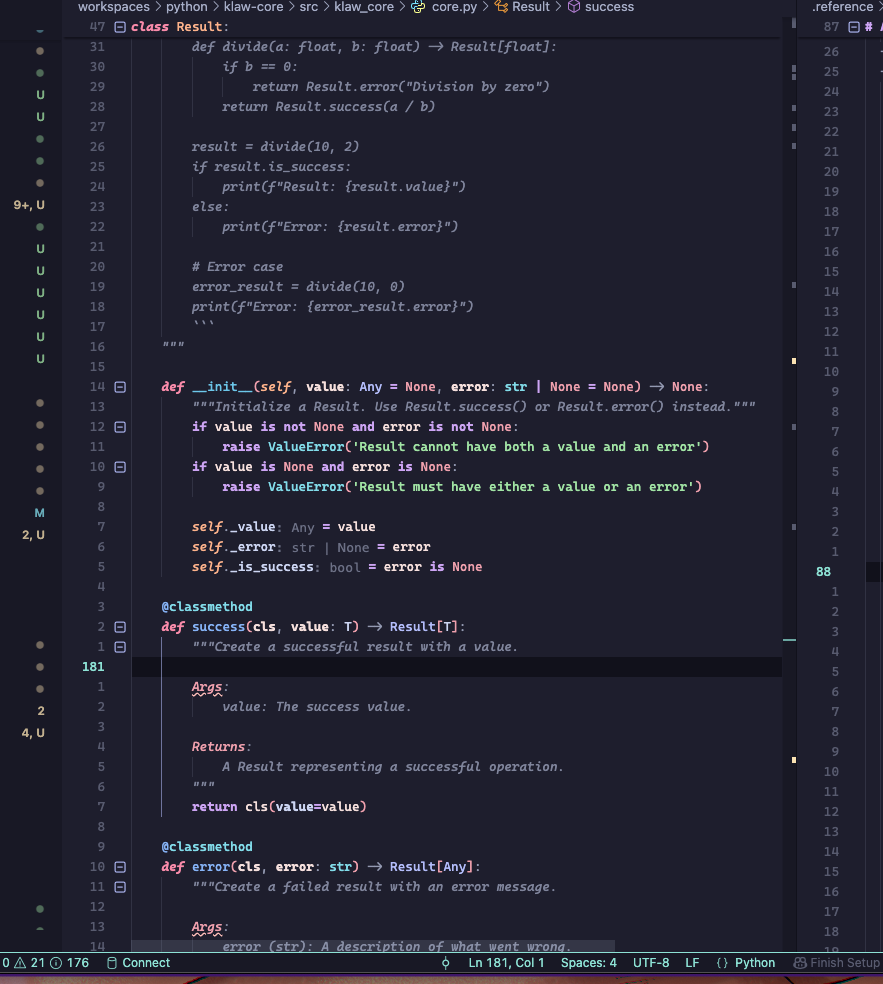 workspaces > python > klaw-core > src > klaw_core > core.py > Result > success
.reference >
47 class Result:
87 #
31 def divide(a: float, b: float) -> Result[float]:
30 if b == 0:
29 return Result.error("Division by zero")
28 return Result.success(a / b)
27
26 result = divide(10, 2)
25 if result.is_success:
24 print(f"Result: {result.value}")
23 else:
22 print(f"Error: {result.error}")
21
20 # Error case
19 error_result = divide(10, 0)
18 print(f"Error: {error_result.error}")
17 ```
16 """
15
14 def __init__(self, value: Any = None, error: str | None = None) -> None:
13 """Initialize a Result. Use Result.success() or Result.error() instead."""
12 if value is not None and error is not None:
11 raise ValueError('Result cannot have both a value and an error')
10 if value is None and error is None:
9 raise ValueError('Result must have either a value or an error')
8
7 self._value: Any = value
6 self._error: str | None = error
5 self._is_success: bool = error is None
4
3 @classmethod
2 def success(cls, value: T) -> Result[T]:
1 """Create a successful result with a value.
181
1 Args:
2 value: The success value.
3
4 Returns:
5 A Result representing a successful operation.
6 """
7 return cls(value=value)
8
9 @classmethod
10 def error(cls, error: str) -> Result[Any]:
11 """Create a failed result with an error message.
12
13 Args:
14 error (str): A description of what went wrong.
U
U
9+, U
U
U
U
U
U
U
M
2, U
2
4, U
26
25
24
23
22
21
20
19
18
17
16
15
14
13
12
11
10
9
8
7
6
5
4
3
2
1
88
1
2
3
4
5
6
7
8
9
10
11
12
13
14
15
16
17
18
19
0 21 176 Connect Ln 181, Col 1 Spaces: 4 UTF-8 LF {} Python Finish Setup